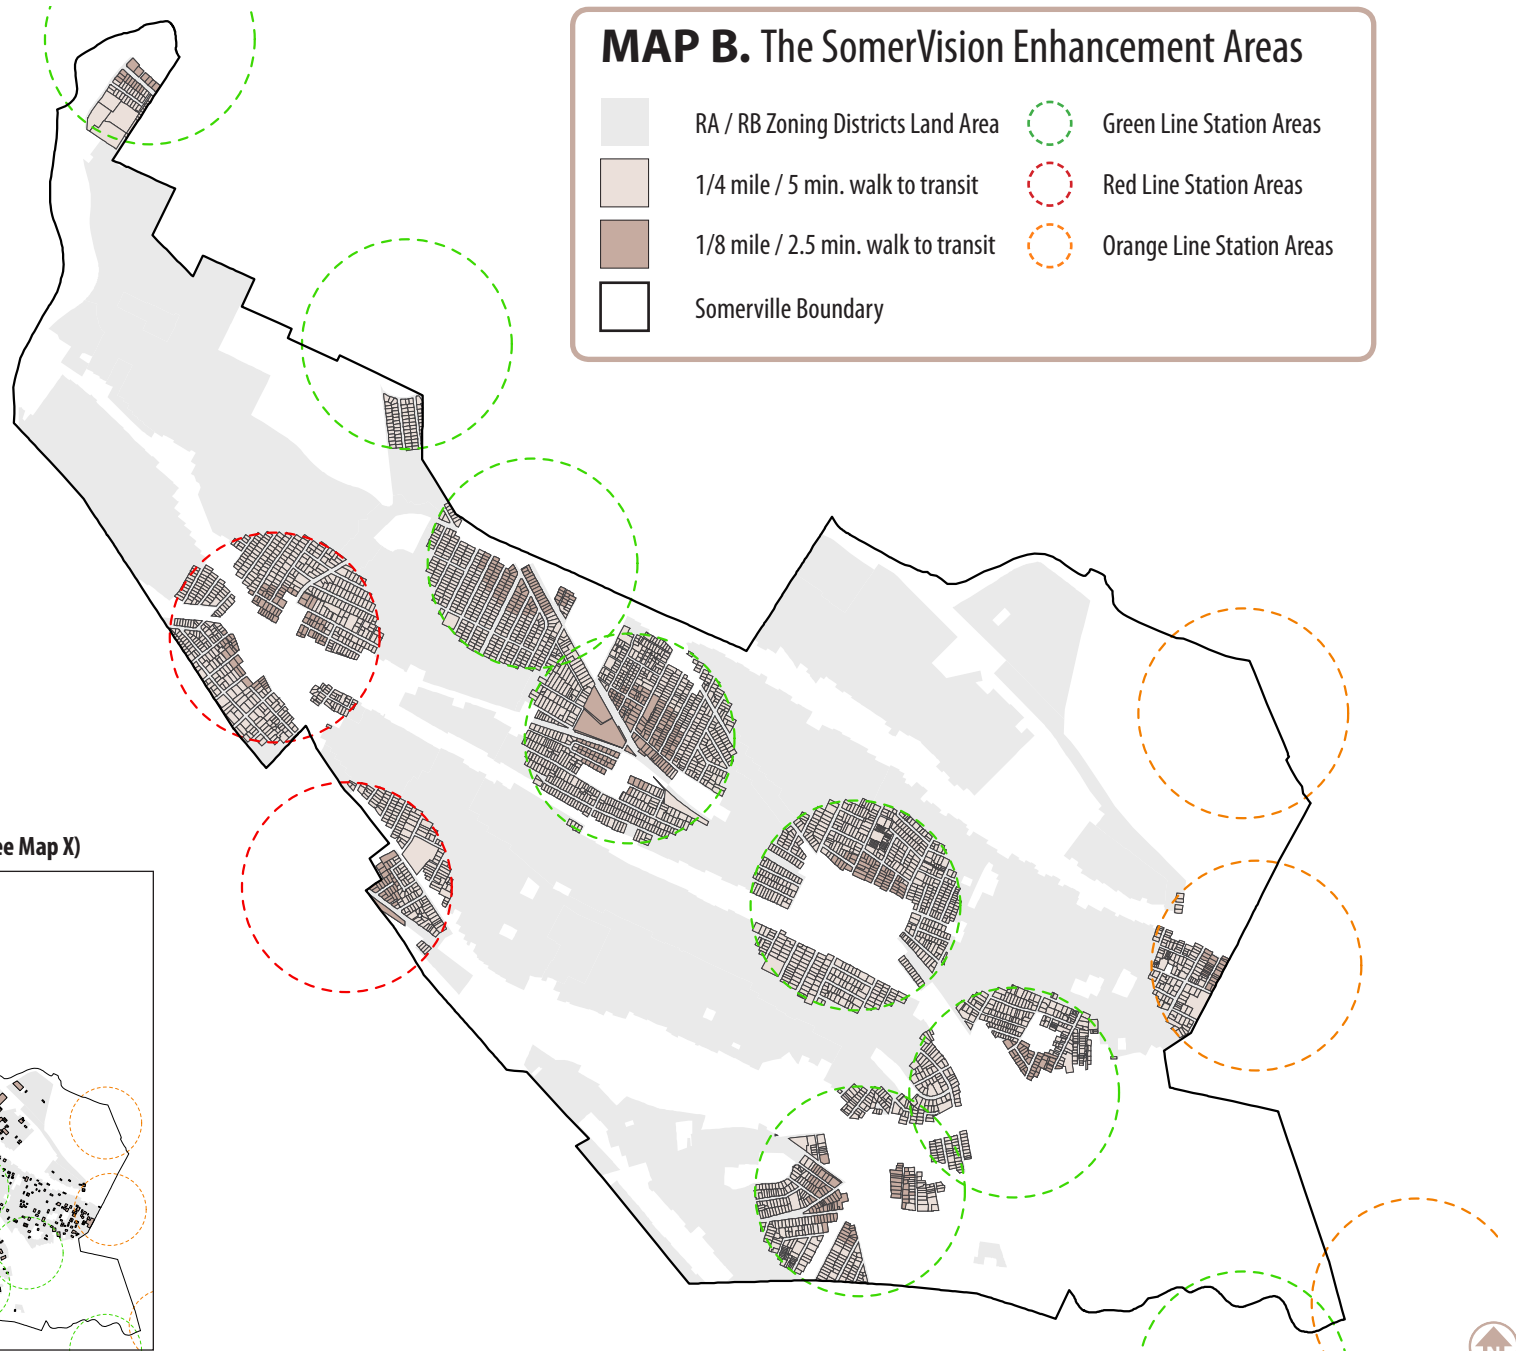 MAP B. The SomerVision Enhancement Areas
RA / RB Zoning Districts Land Area
Green Line Station Areas
1/4 mile / 5 min. walk to transit
Red Line Station Areas
1/8 mile / 2.5 min. walk to transit
Orange Line Station Areas
Somerville Boundary
ee Map X)